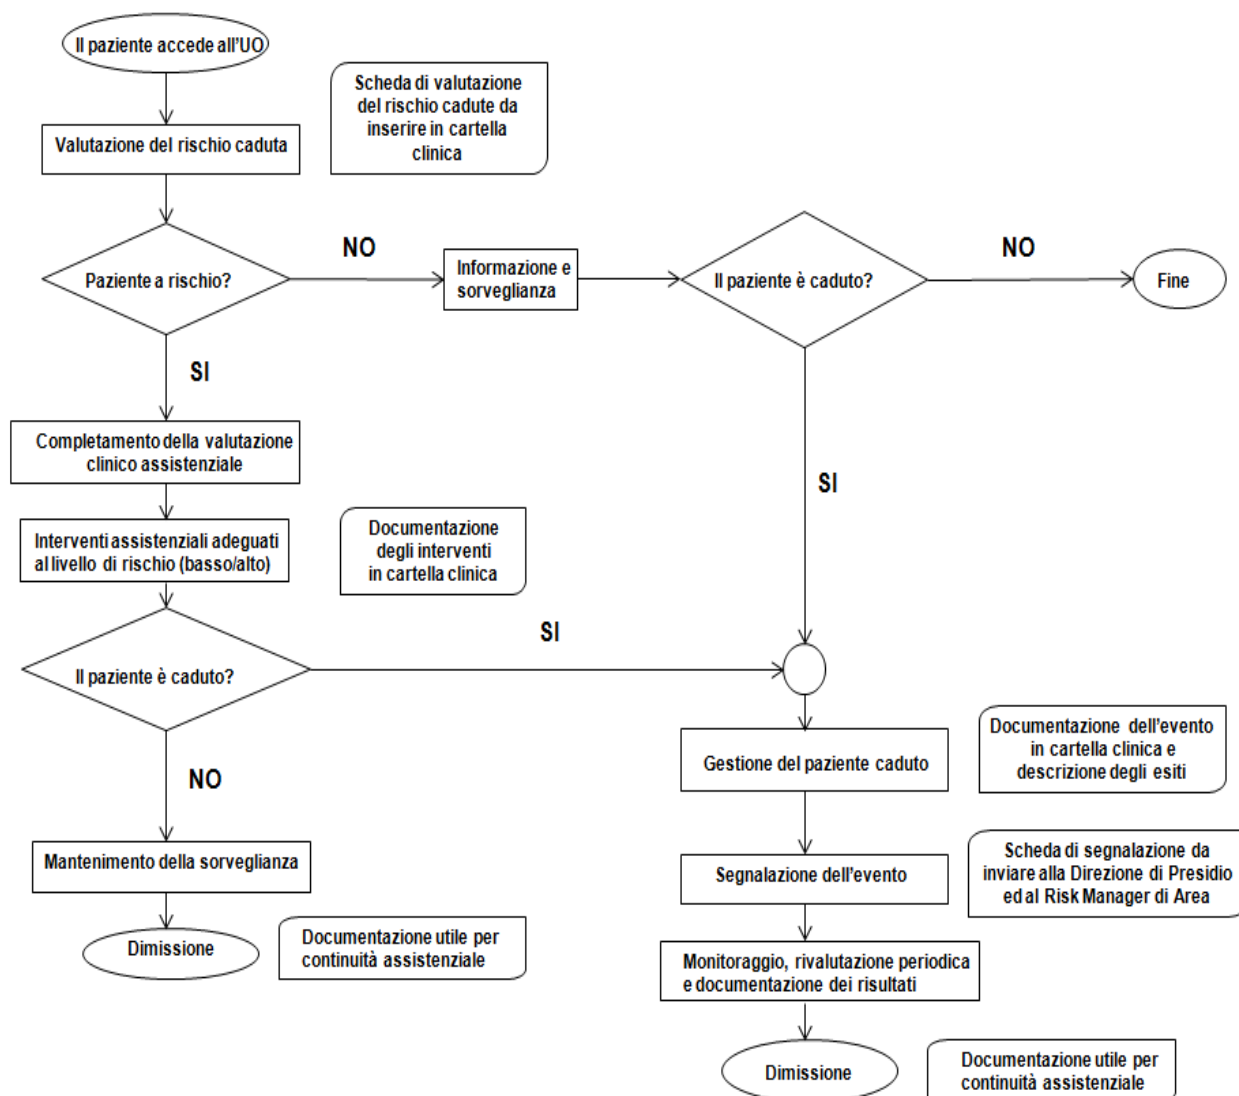 Il paziente accede all'UO
Scheda di valutazione
del rischio cadute da
inserire in cartella
clinica
Valutazione del rischio caduta
Paziente a rischio?
NO
Informazione e
sorveglianza
Il paziente è caduto?
NO
Fine
SI
SI
Completamento della valutazione
clinico assistenziale
Interventi assistenziali adeguati
al livello di rischio (basso/alto)
Documentazione
degli interventi
in cartella clinica
Il paziente è caduto?
SI
NO
Gestione del paziente caduto
Documentazione dell'evento
in cartella clinica e
descrizione degli esiti
Mantenimento della sorveglianza
Segnalazione dell'evento
Scheda di segnalazione da
inviare alla Direzione di Presidio
ed al Risk Manager di Area
Dimissione
Documentazione utile per
continuità assistenziale
Monitoraggio, rivalutazione periodica
e documentazione dei risultati
Dimissione
Documentazione utile per
continuità assistenziale